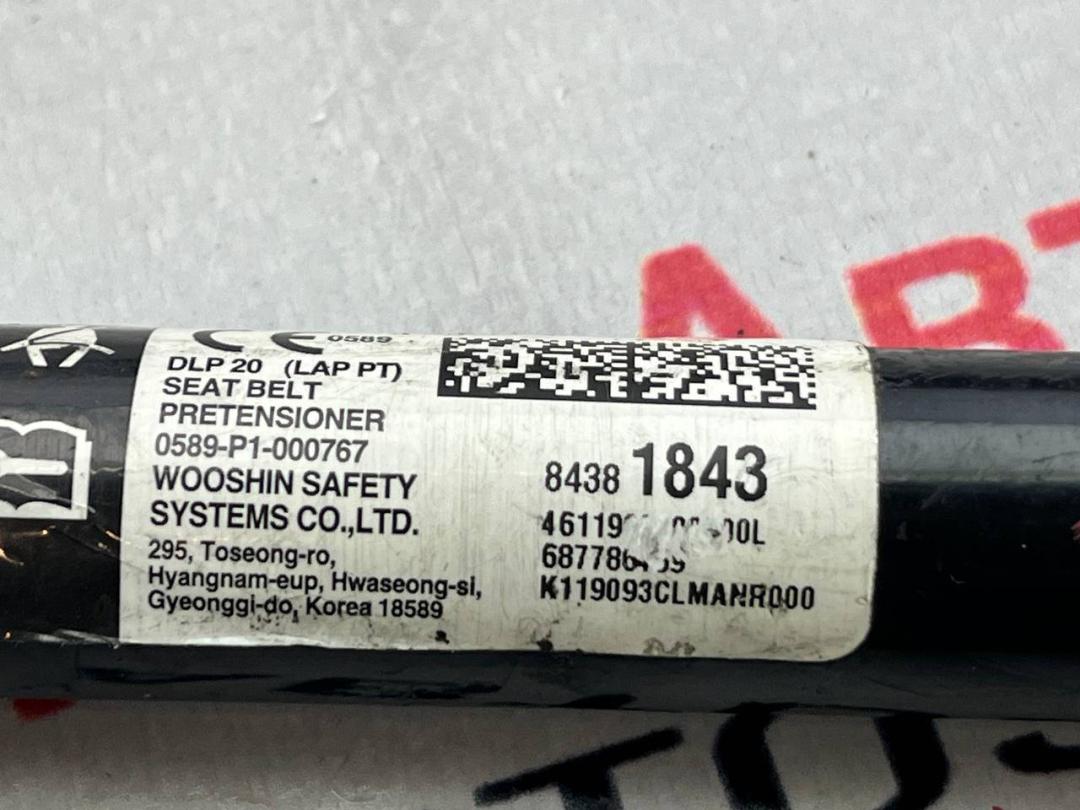 CE 0589
DLP 20 (LAP PT)
SEAT BELT
PRETENSIONER
0589-P1-000767
WOOSHIN SAFETY
SYSTEMS CO.,LTD.
295, Toseong-ro,
Hyangnam-eup, Hwaseong-si,
Gyeonggi-do, Korea 18589
8438 1843
K119093CLMANR000